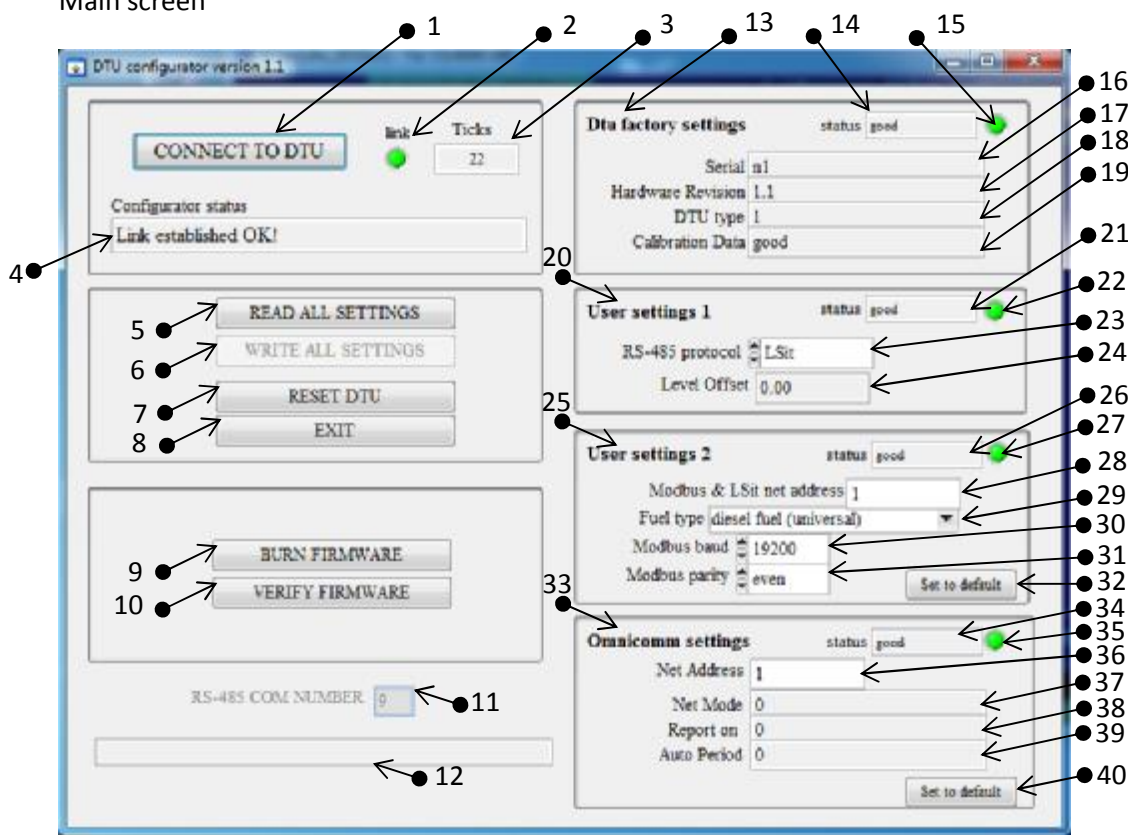 Main screen
1 2 3 13 14 15
DTU configurator version 1.1
16
17
18
19
link Ticks
CONNECT TO DTU 22
Configurator status
Link established OK!
4
Dtu factory settings status good
Serial n1
Hardware Revision 1.1
DTU type 1
Calibration Data good
20
21
22
23
24
User settings 1 status good
RS-485 protocol LSit
Level Offset 0,00
5 READ ALL SETTINGS
6 WRITE ALL SETTINGS
7 RESET DTU
8 EXIT
25
26
27
28
29
30
31
32
User settings 2 status good
Modbus & LSit net address 1
Fuel type diesel fuel (universal)
Modbus baud 19200
Modbus parity even
Set to default
9 BURN FIRMWARE
10 VERIFY FIRMWARE
33
34
35
36
37
38
39
40
Omnicomm settings status good
Net Address 1
Net Mode 0
Report on 0
Auto Period 0
Set to default
RS-485 COM NUMBER 9 11
12